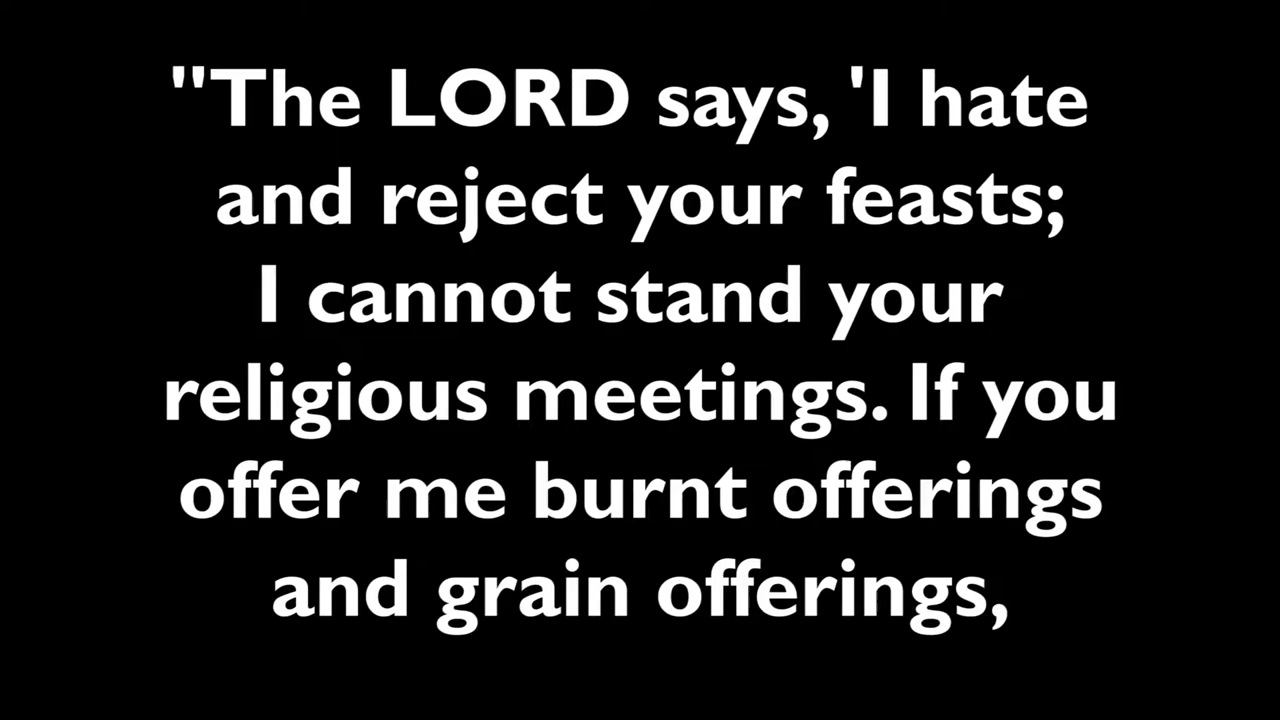 "The LORD says, 'I hate
and reject your feasts;
I cannot stand your
religious meetings. If you
offer me burnt offerings
and grain offerings,